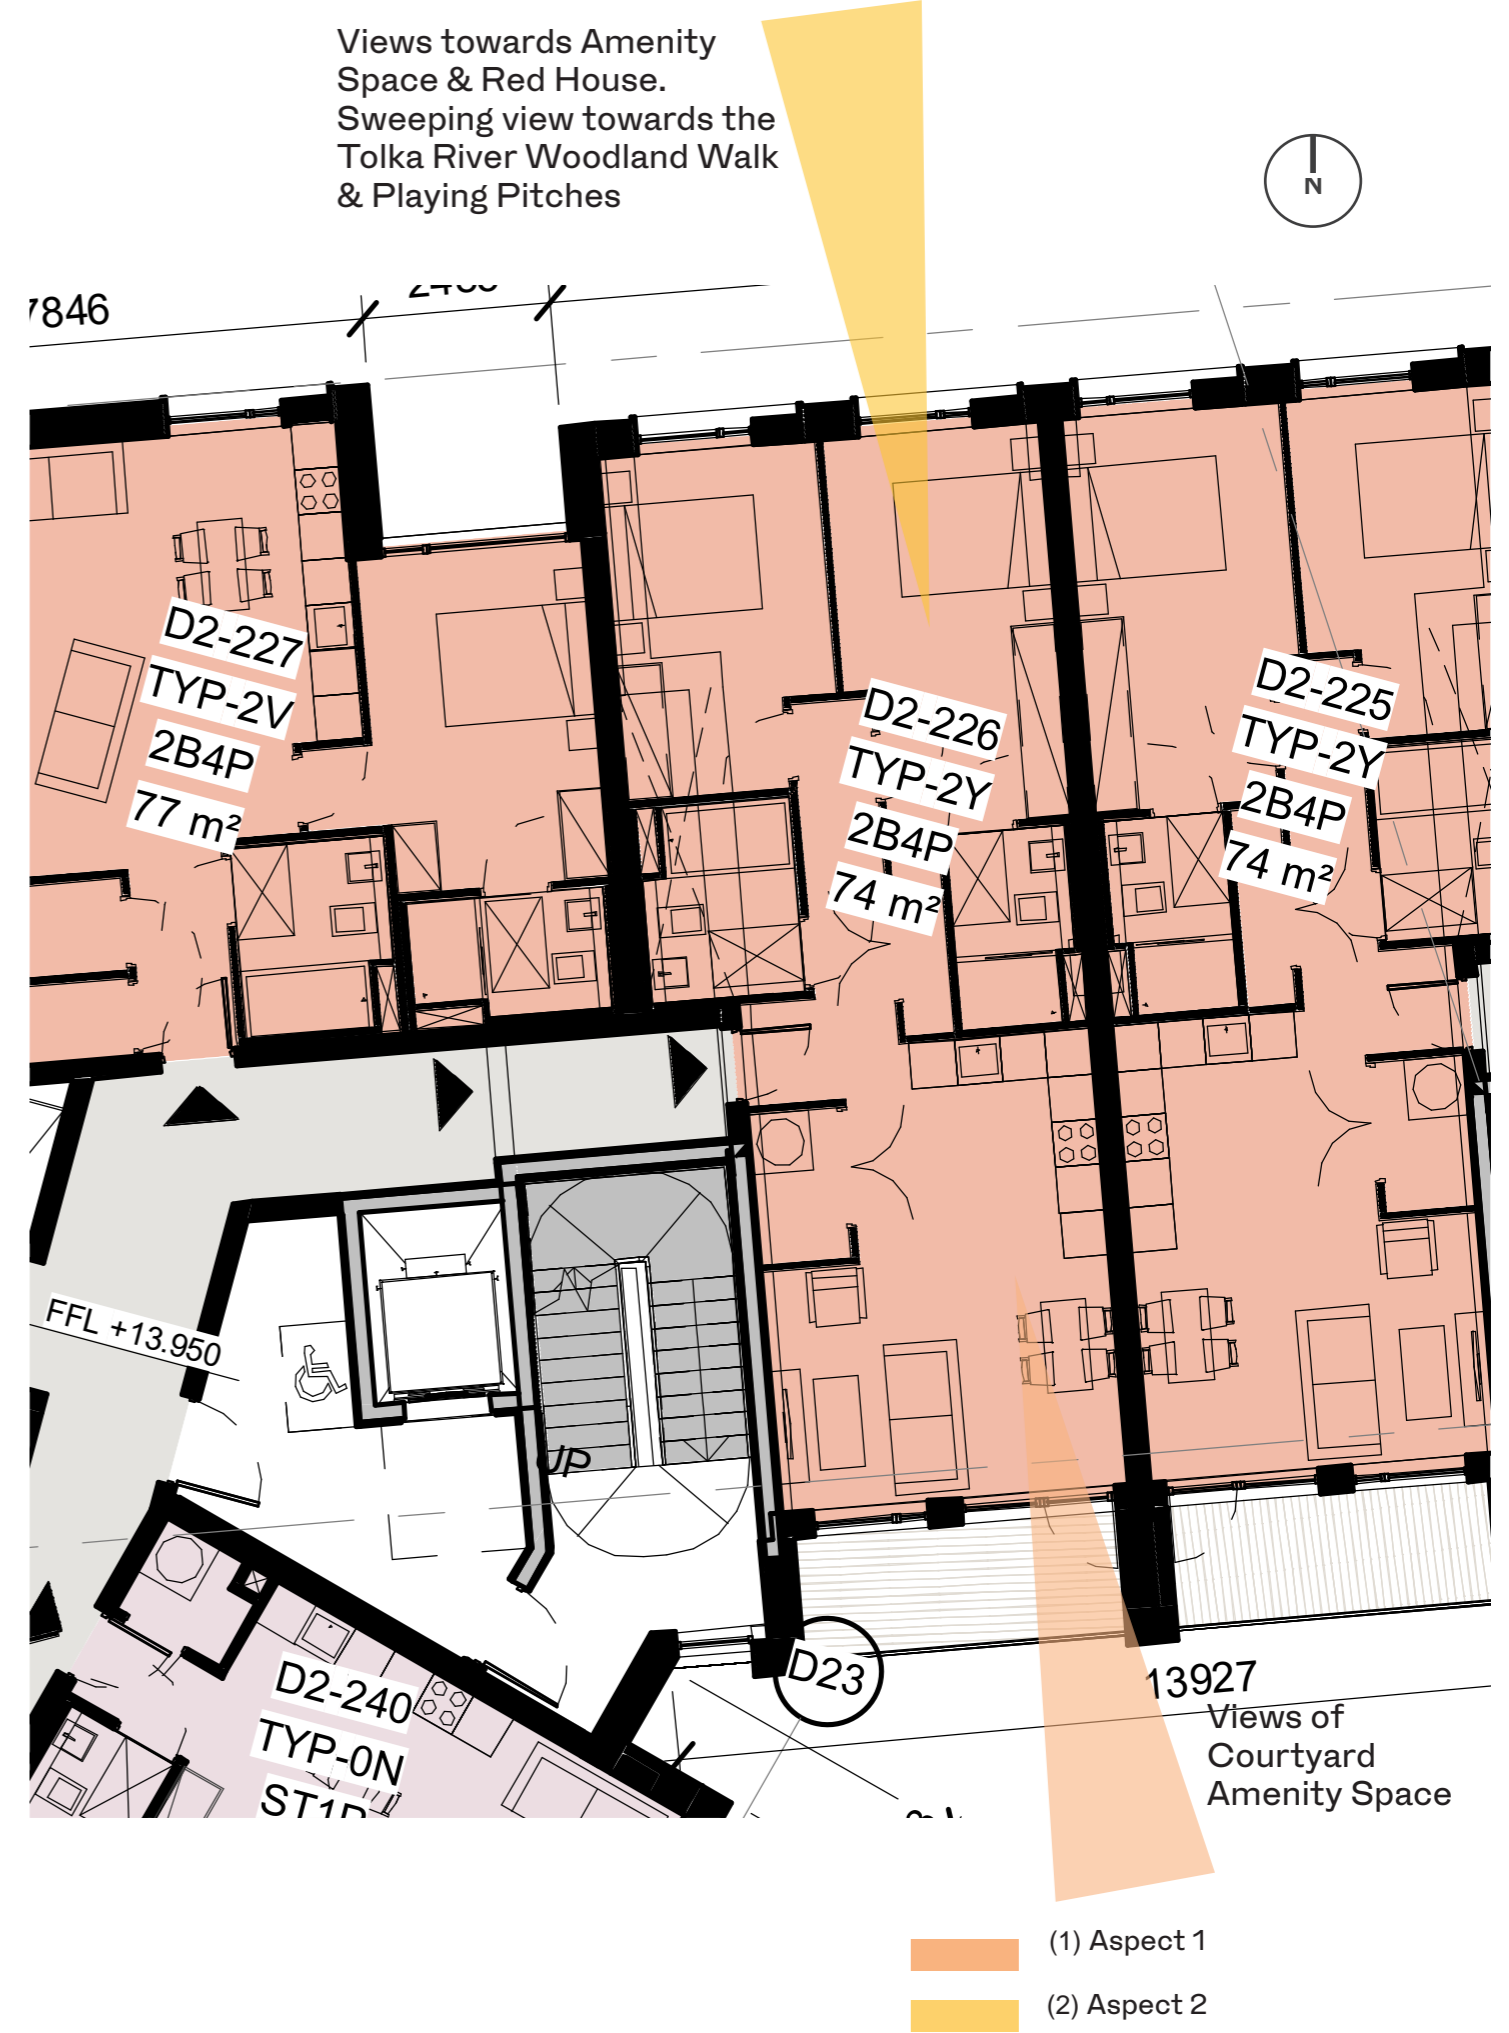 Views towards Amenity
Space & Red House.
Sweeping view towards the
Tolka River Woodland Walk
& Playing Pitches
N
7846
D2-227
TYP-2V
2B4P
77 m²
D2-226
TYP-2Y
2B4P
74 m²
D2-225
TYP-2Y
2B4P
74 m²
FFL +13.950
UP
D23
13927
Views of
Courtyard
Amenity Space
D2-240
TYP-0N
(1) Aspect 1
(2) Aspect 2